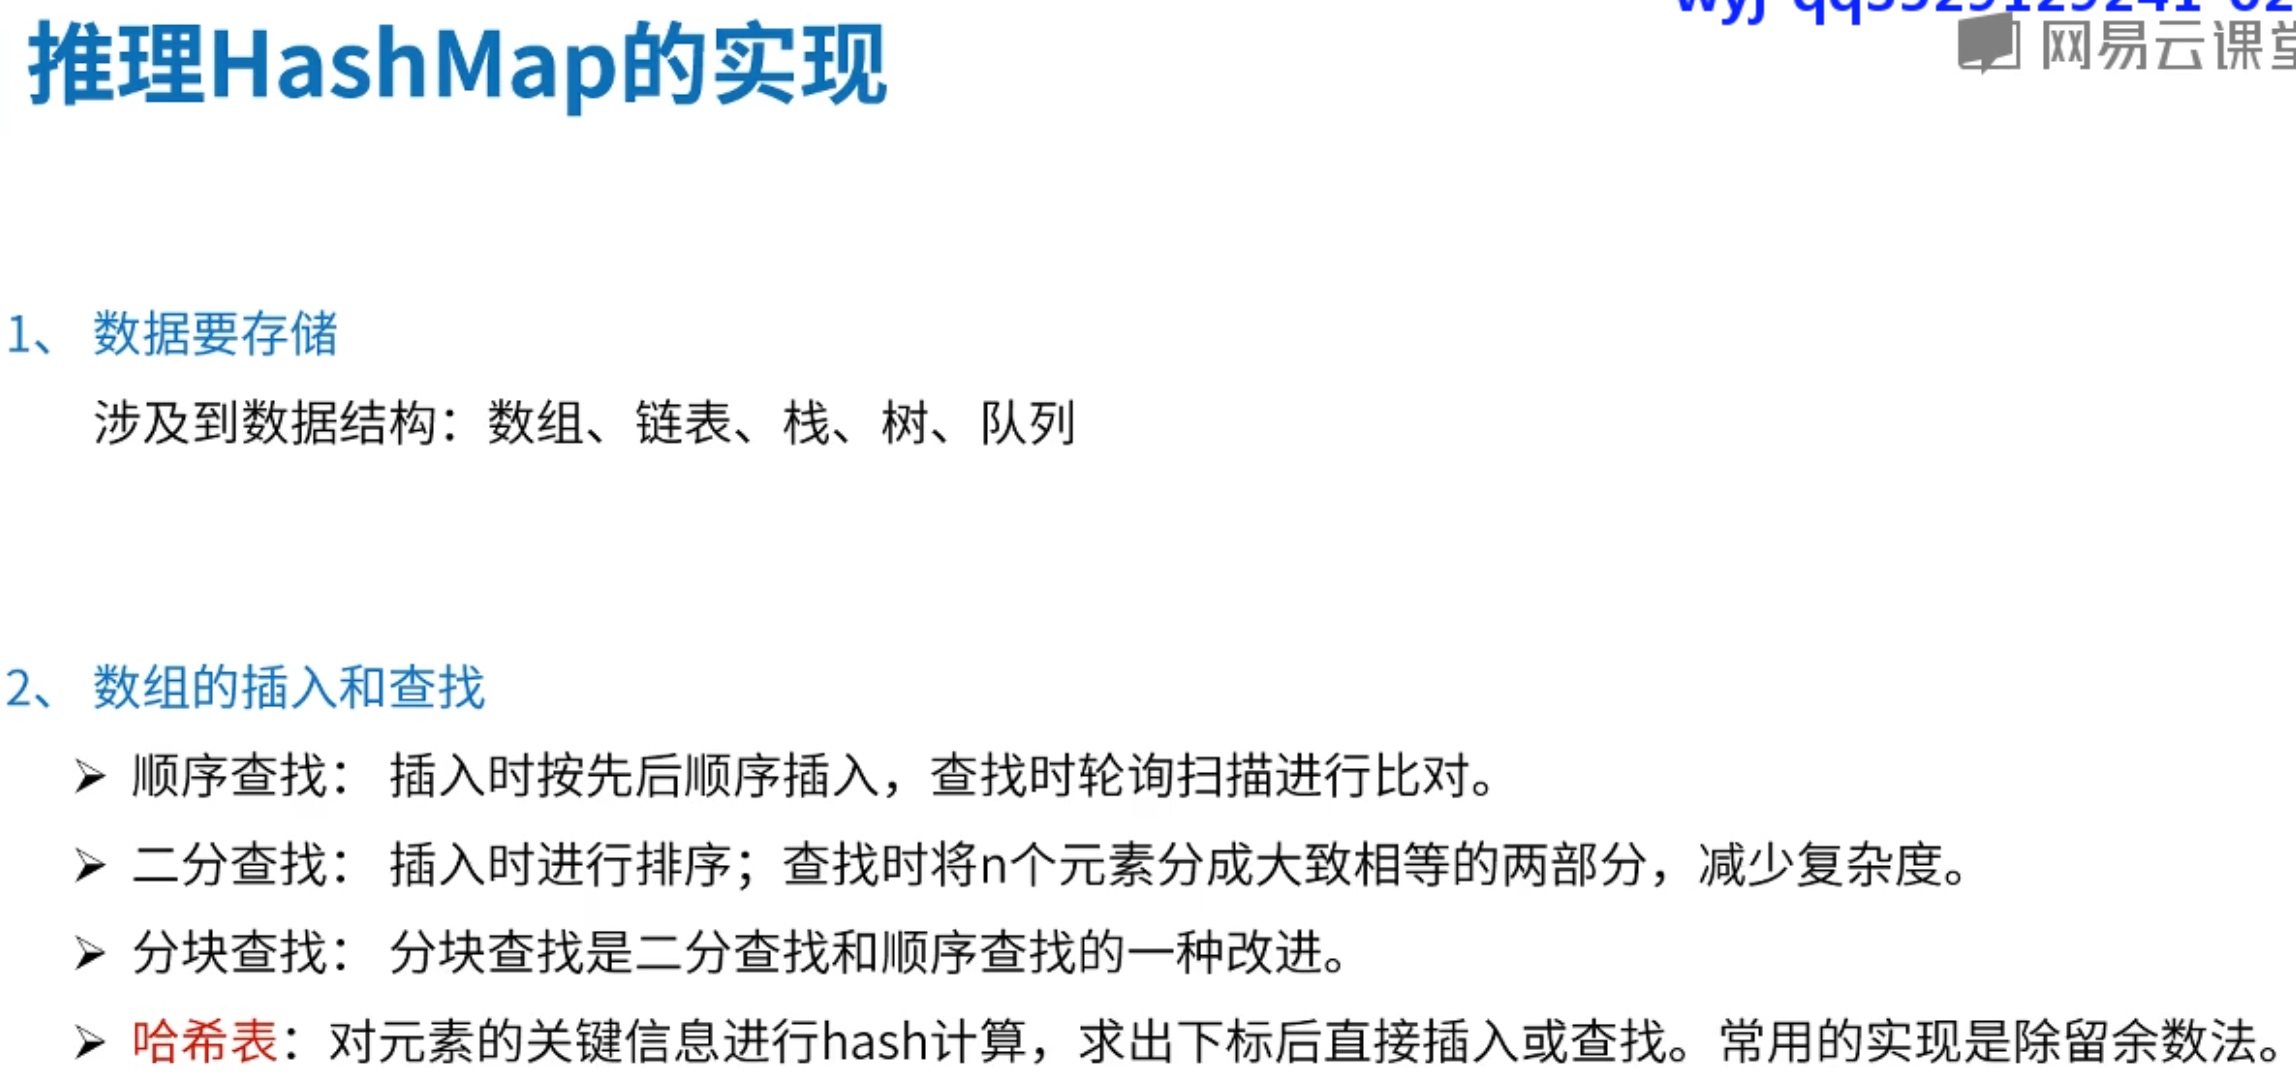 推理HashMap的实现
网易云课堂
1、 数据要存储
涉及到数据结构：数组、链表、栈、树、队列
2、 数组的插入和查找
➢ 顺序查找： 插入时按先后顺序插入，查找时轮询扫描进行比对。
➢ 二分查找： 插入时进行排序；查找时将n个元素分成大致相等的两部分，减少复杂度。
➢ 分块查找： 分块查找是二分查找和顺序查找的一种改进。
➢ 哈希表：对元素的关键信息进行hash计算，求出下标后直接插入或查找。常用的实现是除留余数法。